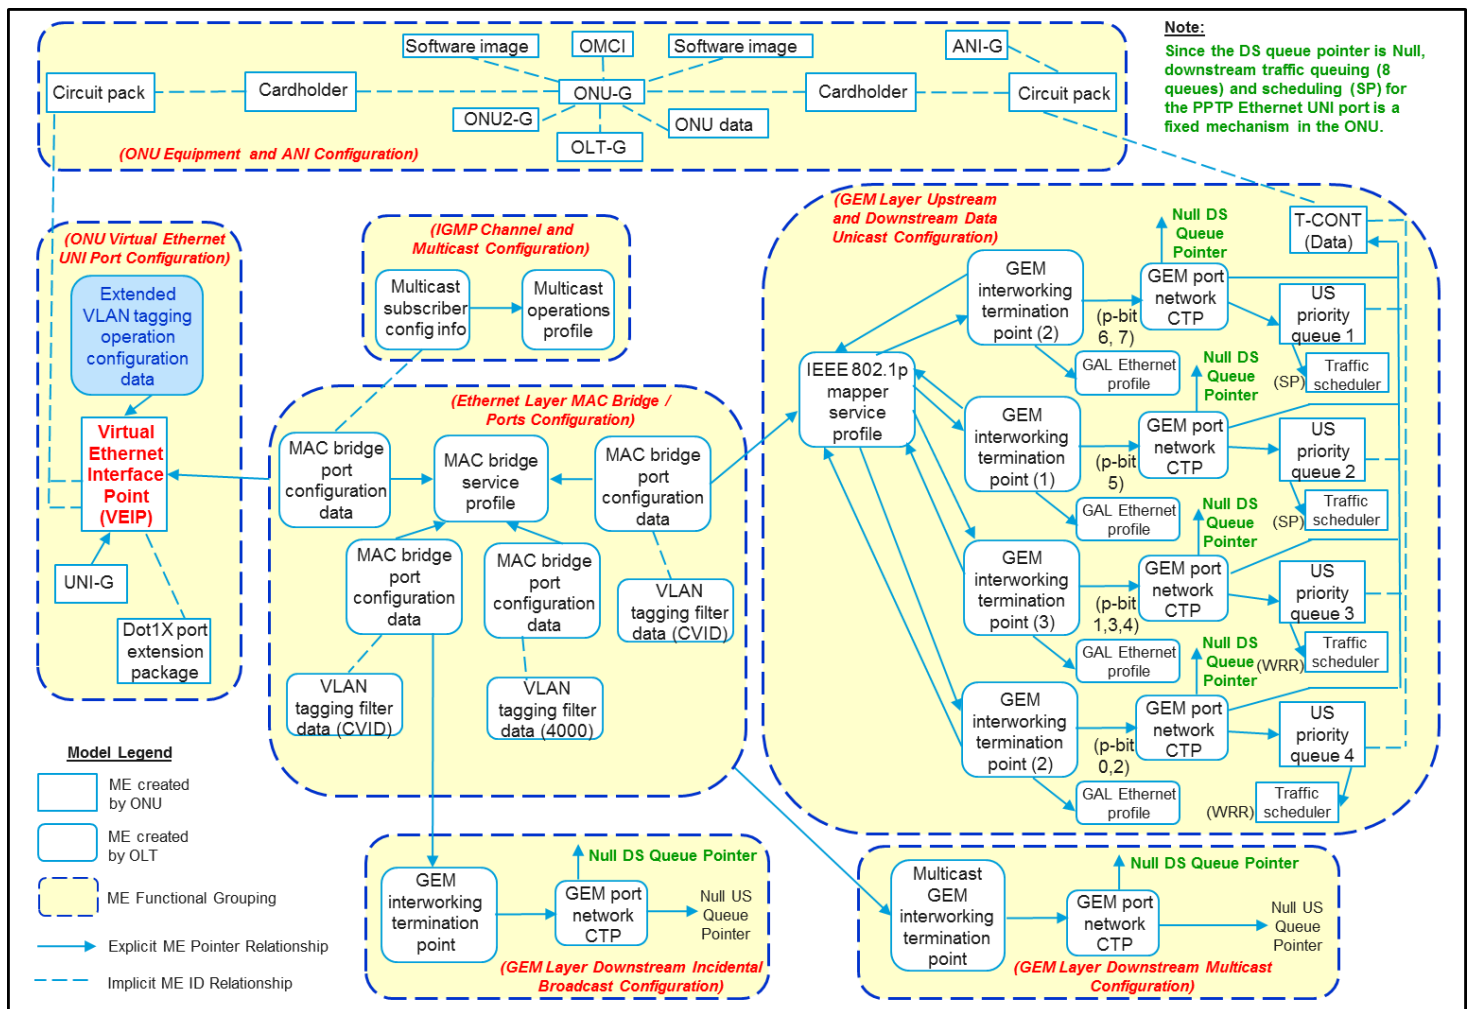 Note:
Since the DS queue pointer is Null,
downstream traffic queuing (8
queues) and scheduling (SP) for
the PPTP Ethernet UNI port is a
fixed mechanism in the ONU.
Software image
OMCI
Software image
ANI-G
Circuit pack
Cardholder
ONU-G
Cardholder
Circuit pack
ONU2-G
ONU data
OLT-G
(ONU Equipment and ANI Configuration)
(ONU Virtual Ethernet
UNI Port Configuration)
Extended
VLAN tagging
operation
configuration
data
Virtual
Ethernet
Interface
Point
(VEIP)
UNI-G
Dot1X port
extension
package
(IGMP Channel and
Multicast Configuration)
Multicast
subscriber
config info
Multicast
operations
profile
(Ethernet Layer MAC Bridge /
Ports Configuration)
MAC bridge
port
configuration
data
MAC bridge
service
profile
MAC bridge
port
configuration
data
MAC bridge
port
configuration
data
MAC bridge
port
configuration
data
VLAN
tagging filter
data (CVID)
VLAN
tagging filter
data (CVID)
VLAN
tagging filter
data (4000)
(GEM Layer Upstream
and Downstream Data
Unicast Configuration)
IEEE 802.1p
mapper
service
profile
GEM
interworking
termination
point (2)
(p-bit
6, 7)
Null DS
Queue
Pointer
GEM port
network
CTP
T-CONT
(Data)
US
priority
queue 1
GAL Ethernet
profile
(SP)
Traffic
scheduler
GEM
interworking
termination
point (1)
(p-bit
5)
Null DS
Queue
Pointer
GEM port
network
CTP
US
priority
queue 2
GAL Ethernet
profile
(SP)
Traffic
scheduler
GEM
interworking
termination
point (3)
(p-bit
1,3,4)
Null DS
Queue
Pointer
GEM port
network
CTP
US
priority
queue 3
GAL Ethernet
profile
(WRR)
Traffic
scheduler
GEM
interworking
termination
point (2)
(p-bit
0,2)
Null DS
Queue
Pointer
GEM port
network
CTP
US
priority
queue 4
GAL Ethernet
profile
(WRR)
Traffic
scheduler
Model Legend
ME created
by ONU
ME created
by OLT
ME Functional Grouping
Explicit ME Pointer Relationship
Implicit ME ID Relationship
GEM
interworking
termination
point
Null DS Queue Pointer
GEM port
network
CTP
Null US
Queue
Pointer
(GEM Layer Downstream Incidental
Broadcast Configuration)
Multicast
GEM
interworking
termination
point
Null DS Queue Pointer
GEM port
network
CTP
Null US
Queue
Pointer
(GEM Layer Downstream Multicast
Configuration)